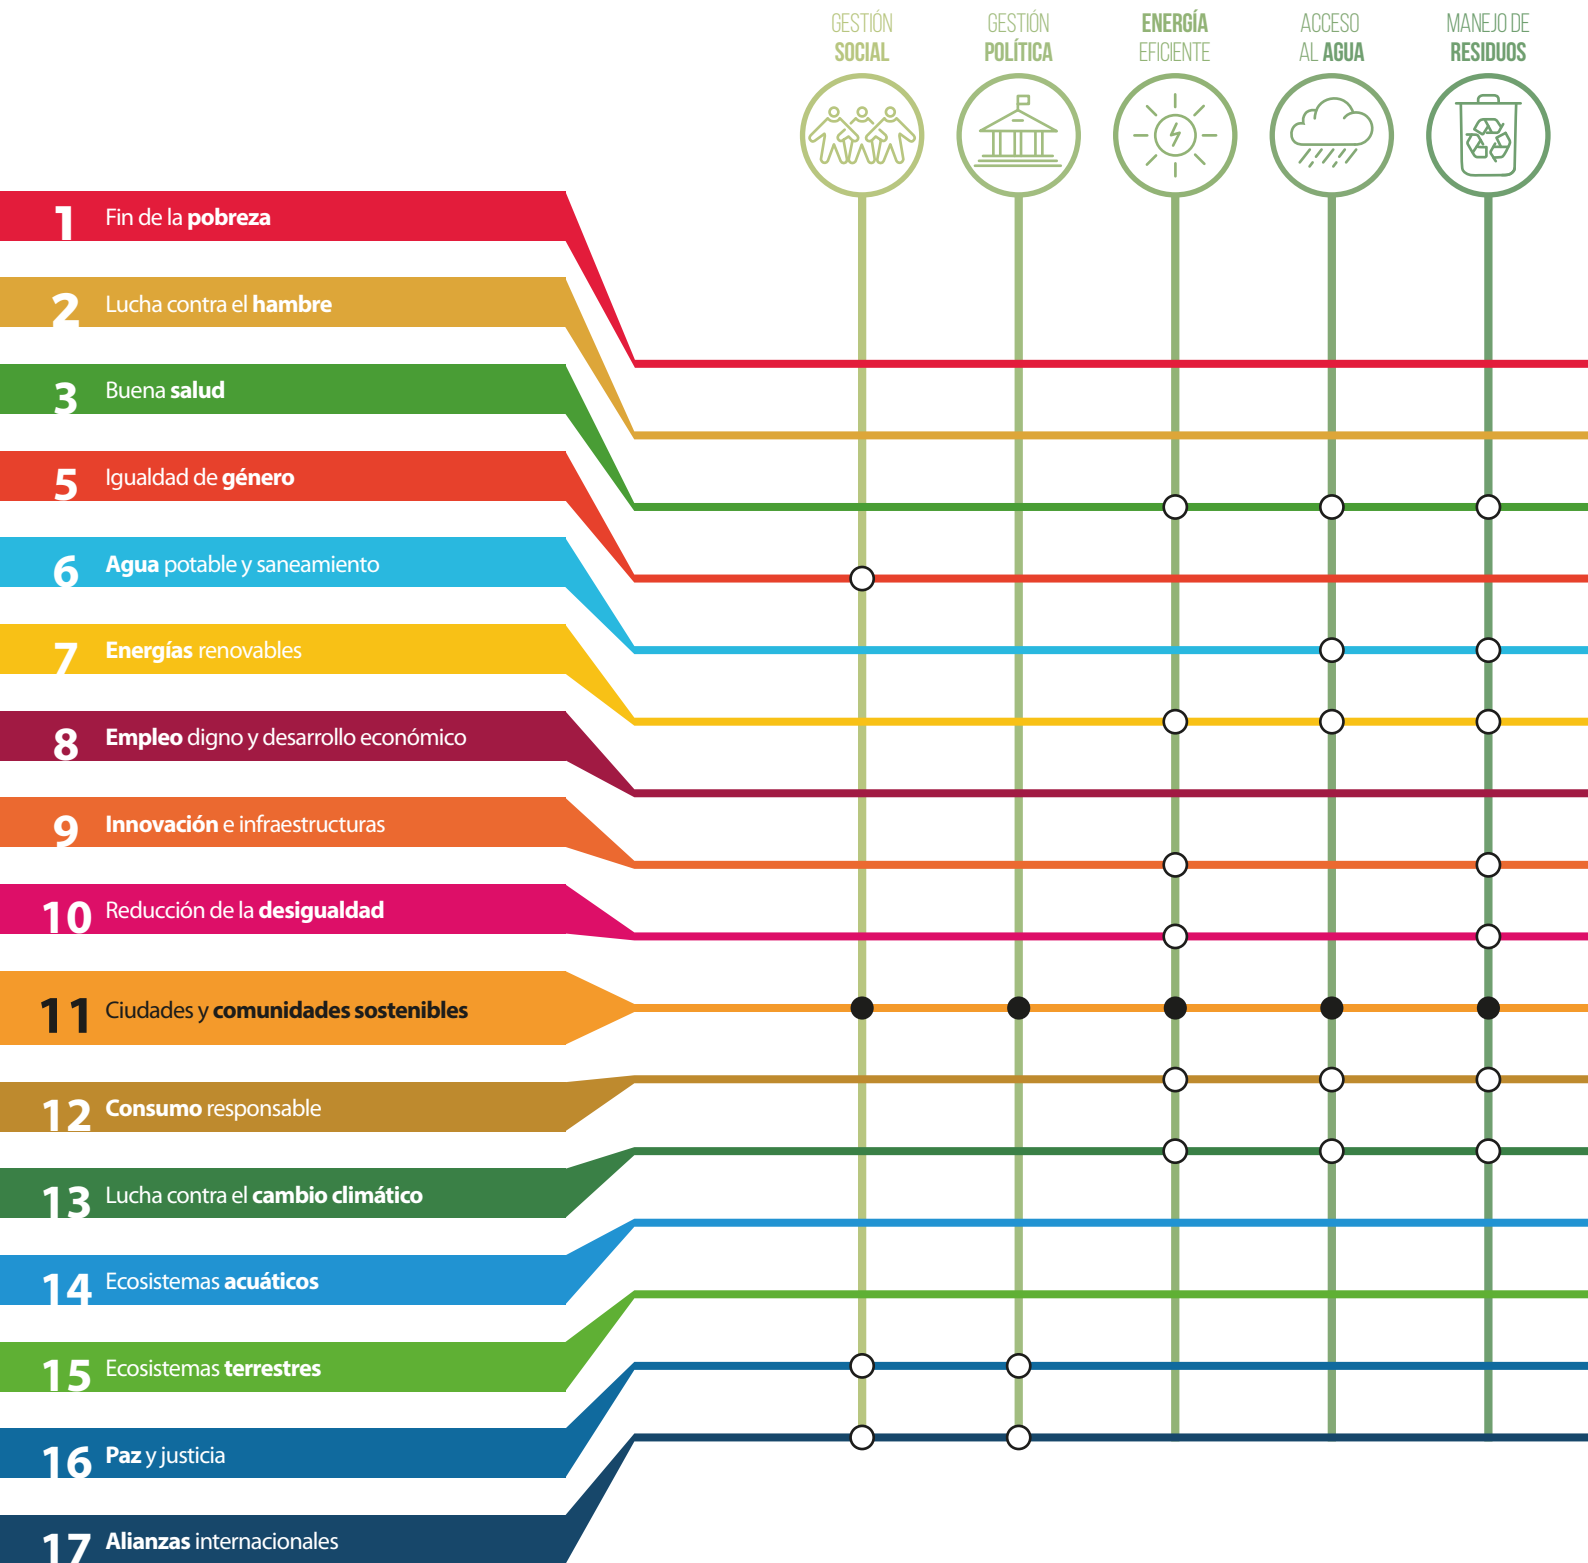 GESTIÓN
SOCIAL
GESTIÓN
POLÍTICA
ENERGÍA
EFICIENTE
ACCESO
AL AGUA
MANEJO DE
RESIDUOS
1 Fin de la pobreza
2 Lucha contra el hambre
3 Buena salud
5 Igualdad de género
6 Agua potable y saneamiento
7 Energías renovables
8 Empleo digno y desarrollo económico
9 Innovación e infraestructuras
10 Reducción de la desigualdad
11 Ciudades y comunidades sostenibles
12 Consumo responsable
13 Lucha contra el cambio climático
14 Ecosistemas acuáticos
15 Ecosistemas terrestres
16 Paz y justicia
17 Alianzas internacionales